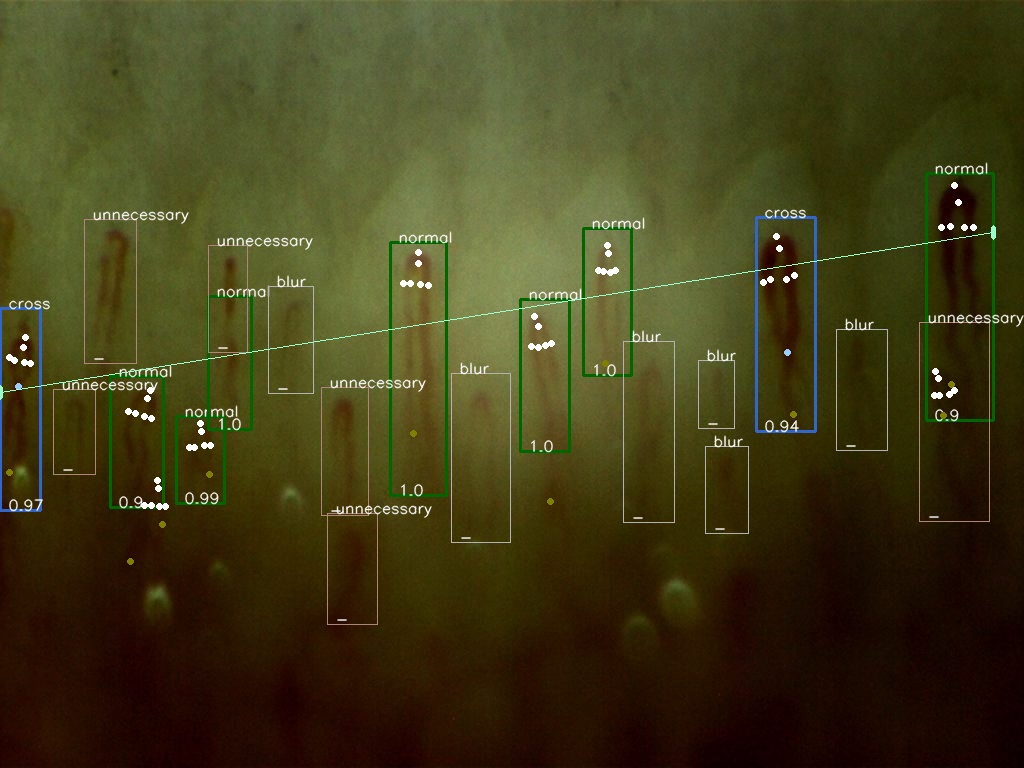 normal
unnecessary
cross
normal
normal
unnecessary
blur
normal
normal
cross
unnecessary
blur
blur
blur
1.0
normal
blur
unnecessary
unnecessary
normal
0.9
1.0
0.94
blur
1.0
1.0
0.99
0.9
0.97
unnecessary